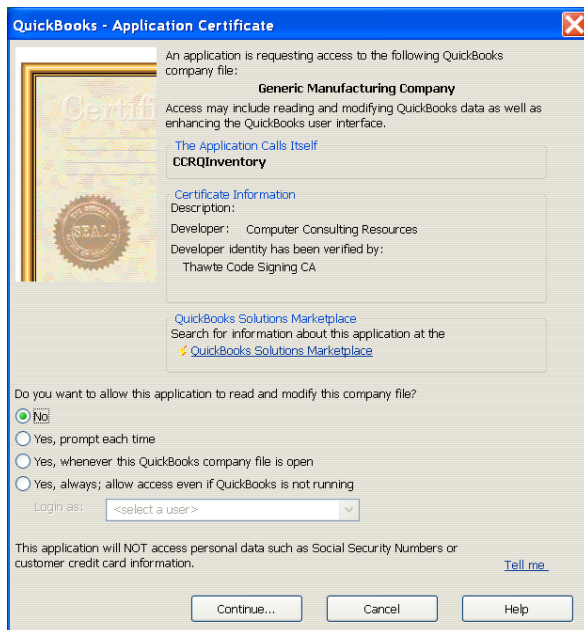 QuickBooks - Application Certificate
An application is requesting access to the following QuickBooks
company file:
Generic Manufacturing Company
Access may include reading and modifying QuickBooks data as well as
enhancing the QuickBooks user interface.
Certifi
SEAL
The Application Calls Itself
CCRQInventory
Certificate Information
Description:
Developer: Computer Consulting Resources
Developer identity has been verified by:
Thawte Code Signing CA
QuickBooks Solutions Marketplace
Search for information about this application at the
QuickBooks Solutions Marketplace
Do you want to allow this application to read and modify this company file?
No
Yes, prompt each time
Yes, whenever this QuickBooks company file is open
Yes, always; allow access even if QuickBooks is not running
Login as: <select a user>
This application will NOT access personal data such as Social Security Numbers or
customer credit card information. Tell me
Continue... Cancel Help